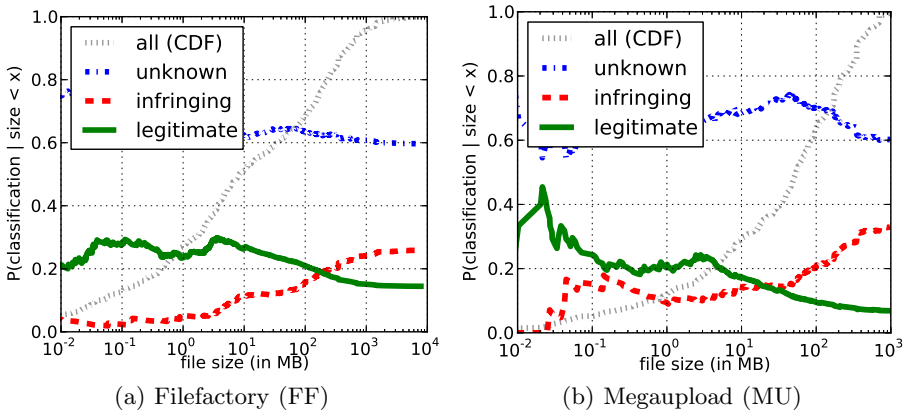 P(classification | size < x)
1.0
0.8
0.6
0.4
0.2
0.0
all (CDF)
unknown
infringing
legitimate
10^-2 10^-1 10^0 10^1 10^2 10^3 10^4
file size (in MB)
(a) Filefactory (FF)
P(classification | size < x)
1.0
0.8
0.6
0.4
0.2
0.0
all (CDF)
unknown
infringing
legitimate
10^-2 10^-1 10^0 10^1 10^2 10^3
file size (in MB)
(b) Megaupload (MU)